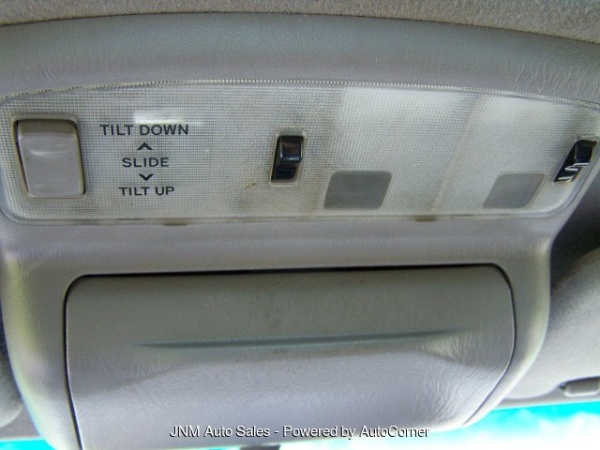 TILT DOWN
SLIDE
TILT UP
JNM Auto Sales - Powered by AutoCorner